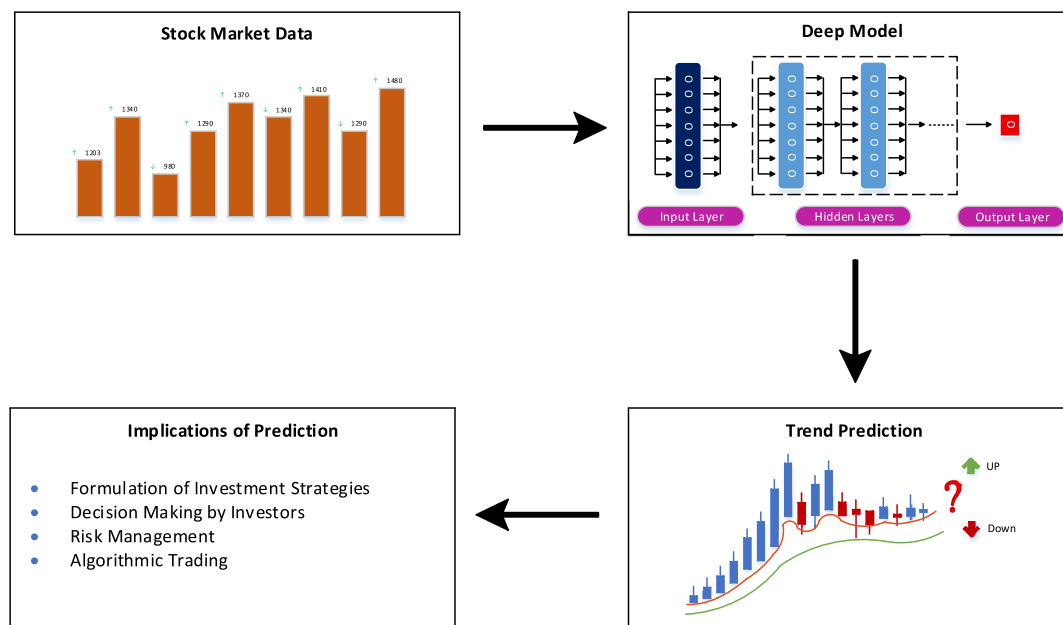 Stock Market Data
↑ 1203
↑ 1340
↓ 980
↑ 1290
↑ 1370
↓ 1340
↑ 1410
↓ 1290
↑ 1480
Deep Model
O O O
O O O
O O O
O O O O
O O O
O O O
O O O
Input Layer
Hidden Layers
Output Layer
Implications of Prediction
• Formulation of Investment Strategies
• Decision Making by Investors
• Risk Management
• Algorithmic Trading
Trend Prediction
UP
?
Down